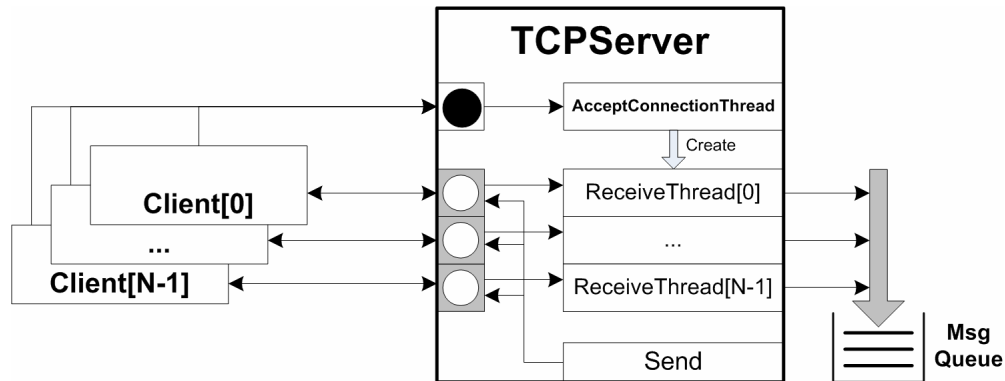 TCPServer
AcceptConnectionThread
Create
Client[0]
...
Client[N-1]
ReceiveThread[0]
...
ReceiveThread[N-1]
Send
Msg
Queue